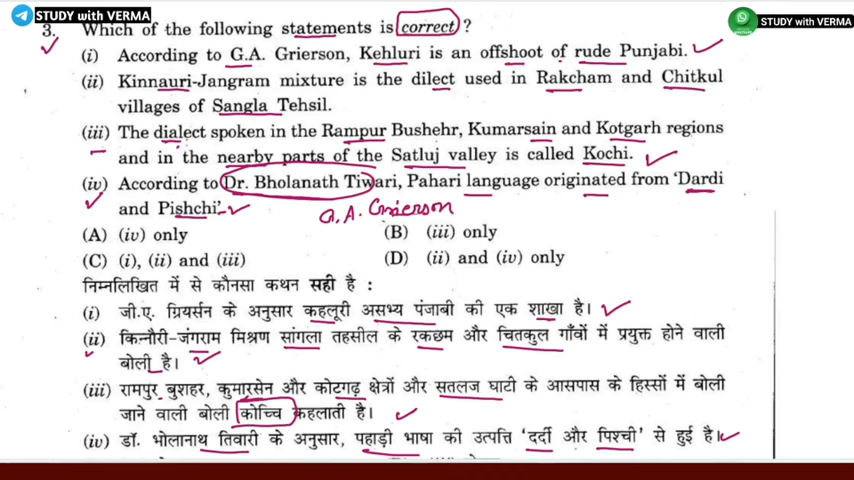 STUDY with VERMA
STUDY with VERMA
3. Which of the following statements is correct ?
(i) According to G.A. Grierson, Kehluri is an offshoot of rude Punjabi.
(ii) Kinnauri-Jangram mixture is the dilect used in Rakcham and Chitkul
villages of Sangla Tehsil.
(iii) The dialect spoken in the Rampur Bushehr, Kumarsain and Kotgarh regions
and in the nearby parts of the Satluj valley is called Kochi.
(iv) According to Dr. Bholanath Tiwari, Pahari language originated from ‘Dardi
and Pishchi’.
G.A. Grierson
(A) (iv) only (B) (iii) only
(C) (i), (ii) and (iii) (D) (ii) and (iv) only
निम्नलिखित में से कौनसा कथन सही है :
(i) जी.ए. ग्रियर्सन के अनुसार कहलूरी असभ्य पंजाबी की एक शाखा है।
(ii) किन्नौरी-जंगराम मिश्रण सांगला तहसील के रकछम और चितकुल गाँवों में प्रयुक्त होने वाली
बोली है।
(iii) रामपुर बुशहर, कुमारसेन और कोटगढ़ क्षेत्रों और सतलज घाटी के आसपास के हिस्सों में बोली
जाने वाली बोली कोच्चि कहलाती है।
(iv) डॉ. भोलानाथ तिवारी के अनुसार, पहाड़ी भाषा की उत्पत्ति ‘दर्दी और पिश्ची’ से हुई है।